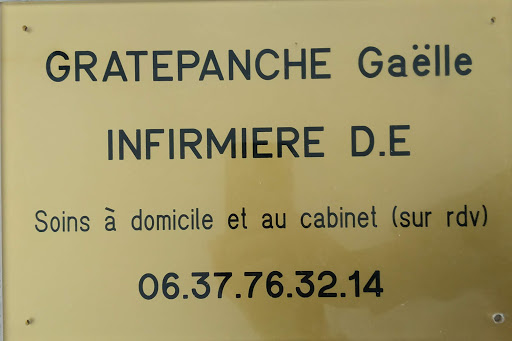 GRATEPANCHE Gaëlle
INFIRMIERE D.E
Soins à domicile et au cabinet (sur rdv)
06.37.76.32.14